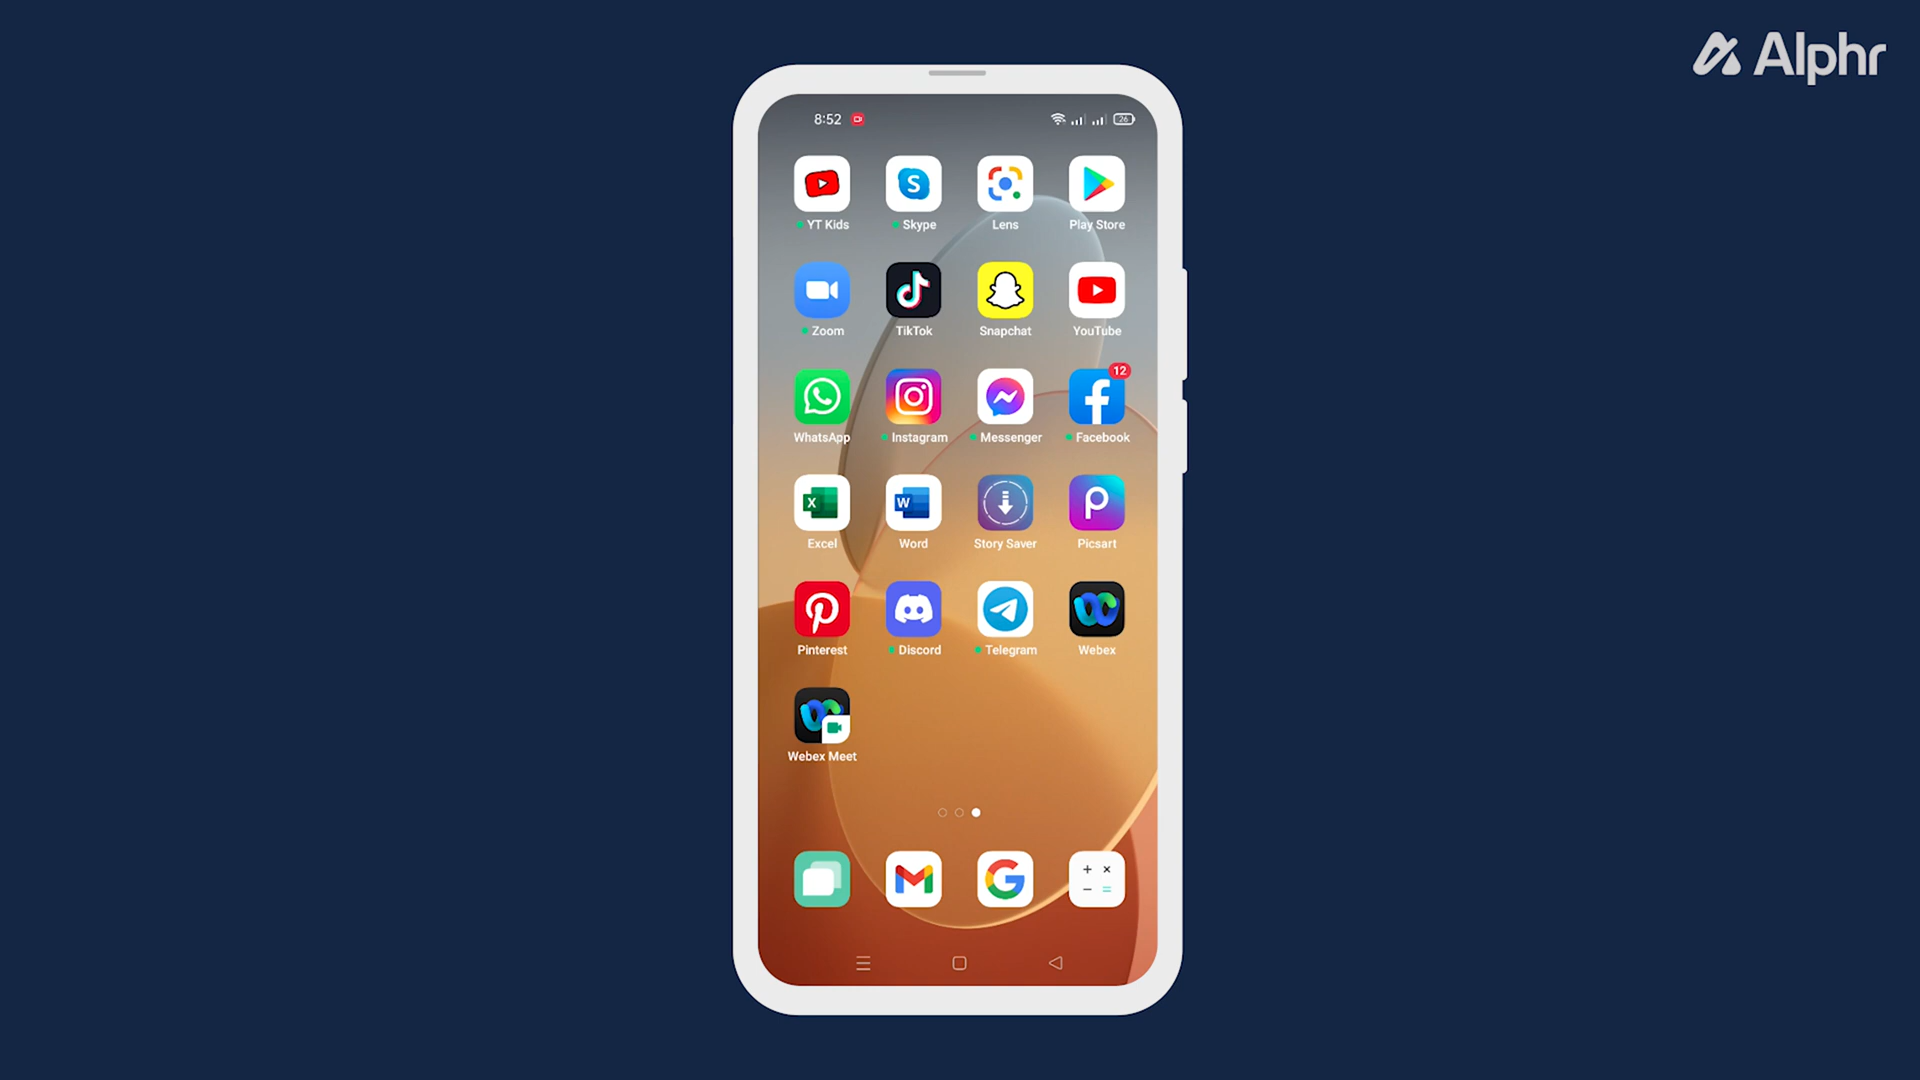 Alphr
8:52
26
YT Kids
Skype
Lens
Play Store
Zoom
TikTok
Snapchat
YouTube
12
WhatsApp
Instagram
Messenger
Facebook
Excel
Word
Story Saver
Picsart
Pinterest
Discord
Telegram
Webex
Webex Meet